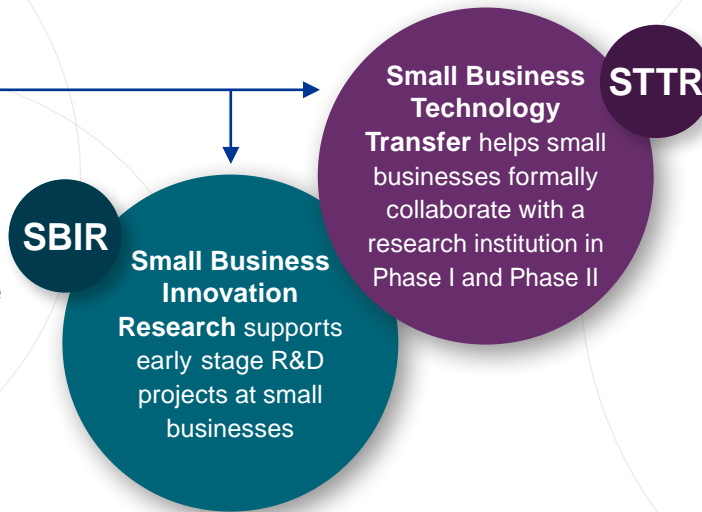 Small Business
Technology
Transfer helps small
businesses formally
collaborate with a
research institution in
Phase I and Phase II
STTR
SBIR
Small Business
Innovation
Research supports
early stage R&D
projects at small
businesses